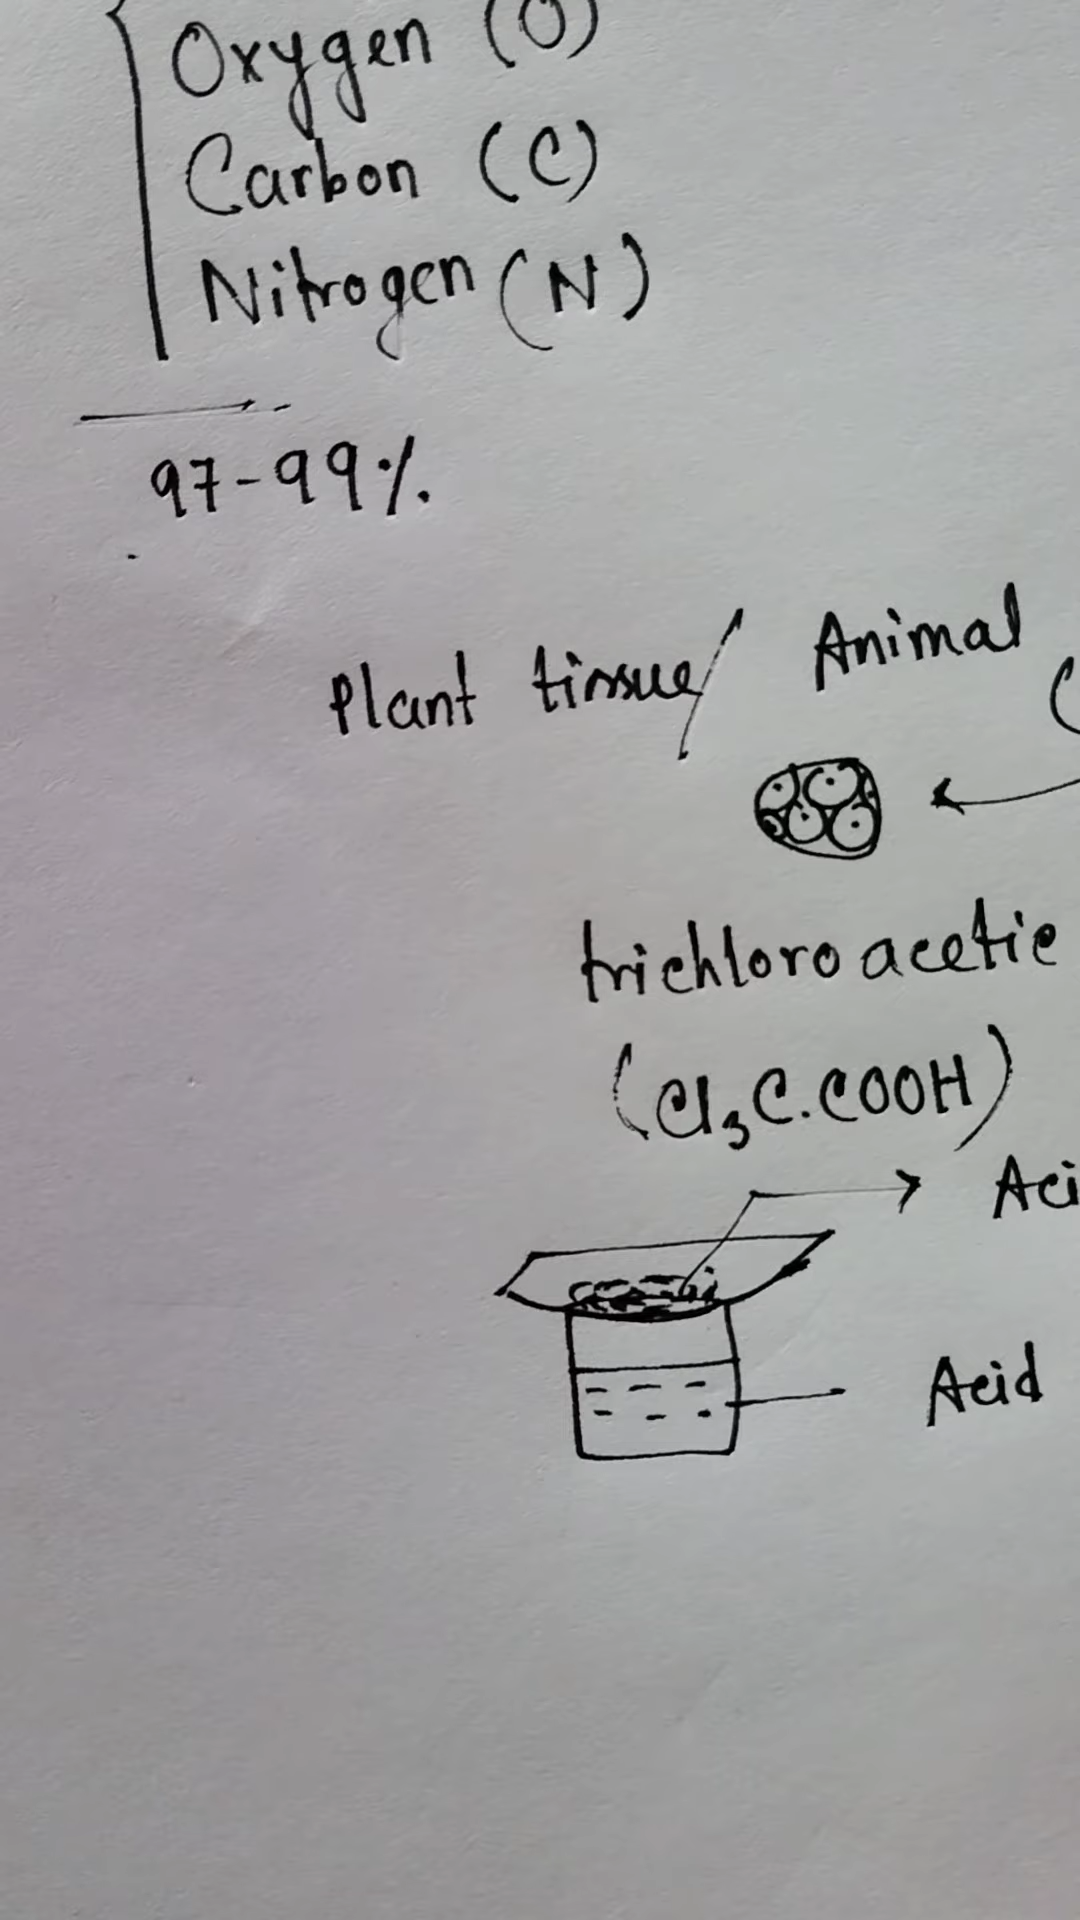 Oxygen (O)
Carbon (C)
Nitrogen (N)
97-99%.
Plant tissue/ Animal
trichloro acetic
(Cl3C.COOH)
Aci
Acid